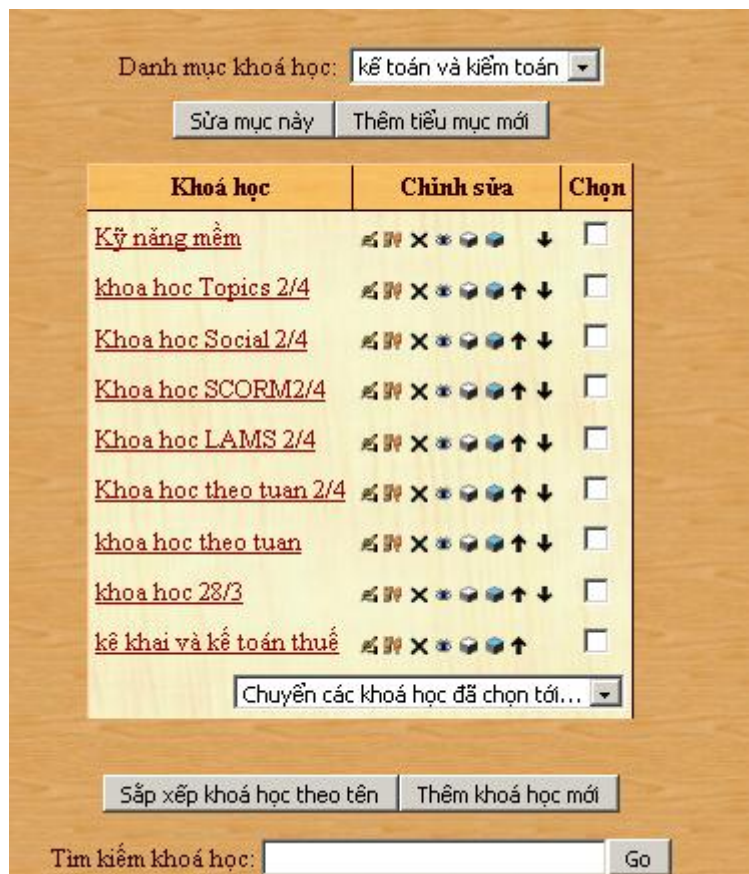 Danh mục khoá học: kế toán và kiểm toán
Sửa mục này Thêm tiểu mục mới
Khoá học Chỉnh sửa Chọn
Kỹ năng mềm
khoa hoc Topics 2/4
Khoa hoc Social 2/4
Khoa hoc SCORM2/4
Khoa hoc LAMS 2/4
Khoa hoc theo tuan 2/4
khoa hoc theo tuan
khoa hoc 28/3
kê khai và kế toán thuế
Chuyển các khoá học đã chọn tới...
Sắp xếp khoá học theo tên Thêm khoá học mới
Tìm kiếm khoá học: Go